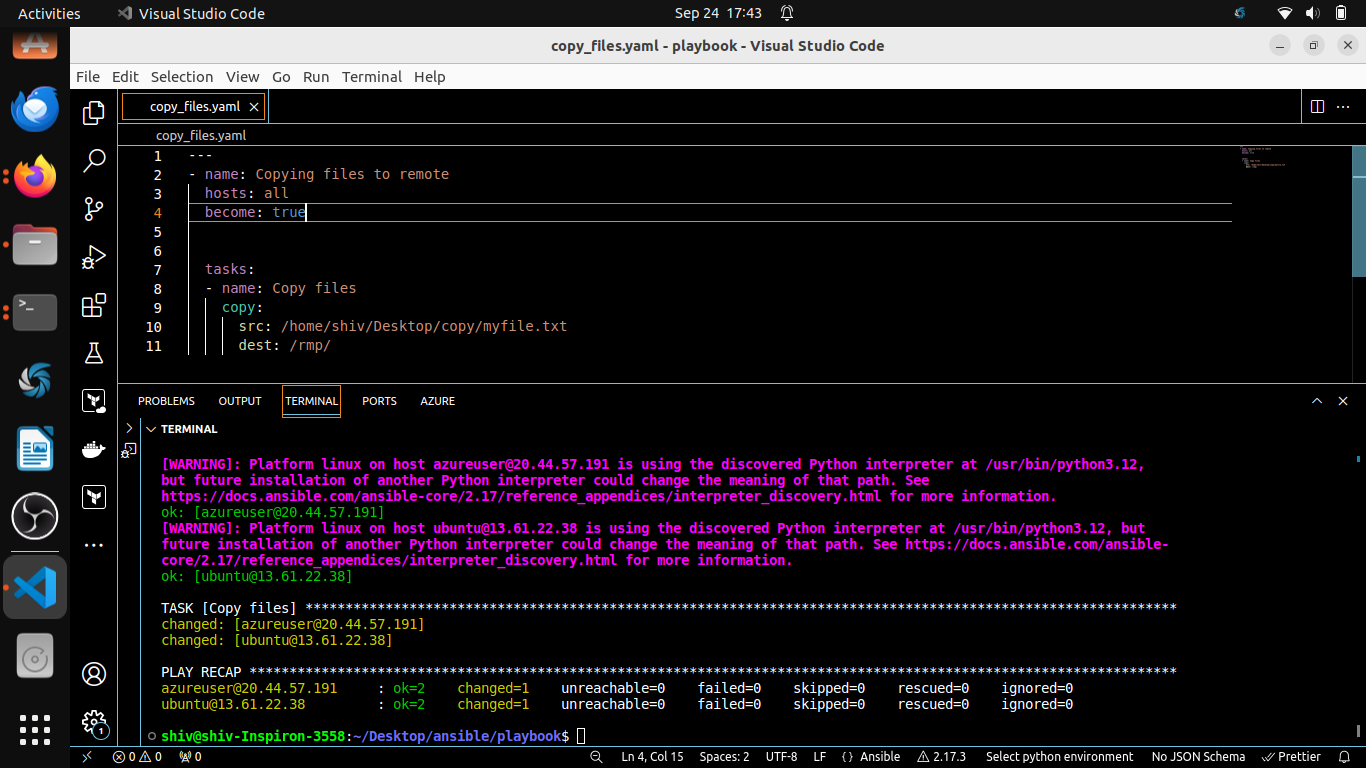 Activities Visual Studio Code Sep 24 17:43
copy_files.yaml - playbook - Visual Studio Code
File Edit Selection View Go Run Terminal Help
copy_files.yaml
copy_files.yaml
1 ---
2 - name: Copying files to remote
3 hosts: all
4 become: true
5
6
7 tasks:
8 - name: Copy files
9 copy:
10 src: /home/shiv/Desktop/copy/myfile.txt
11 dest: /rmp/
PROBLEMS OUTPUT TERMINAL PORTS AZURE
TERMINAL
[WARNING]: Platform linux on host azureuser@20.44.57.191 is using the discovered Python interpreter at /usr/bin/python3.12,
but future installation of another Python interpreter could change the meaning of that path. See
https://docs.ansible.com/ansible-core/2.17/reference_appendices/interpreter_discovery.html for more information.
ok: [azureuser@20.44.57.191]
[WARNING]: Platform linux on host ubuntu@13.61.22.38 is using the discovered Python interpreter at /usr/bin/python3.12, but
future installation of another Python interpreter could change the meaning of that path. See https://docs.ansible.com/ansible-
core/2.17/reference_appendices/interpreter_discovery.html for more information.
ok: [ubuntu@13.61.22.38]
TASK [Copy files] *************************************************************************************************************
changed: [azureuser@20.44.57.191]
changed: [ubuntu@13.61.22.38]
PLAY RECAP ********************************************************************************************************************
azureuser@20.44.57.191 : ok=2 changed=1 unreachable=0 failed=0 skipped=0 rescued=0 ignored=0
ubuntu@13.61.22.38 : ok=2 changed=1 unreachable=0 failed=0 skipped=0 rescued=0 ignored=0
shiv@shiv-Inspiron-3558:~/Desktop/ansible/playbook$
1
0 0 0 Ln 4, Col 15 Spaces: 2 UTF-8 LF {} Ansible 2.17.3 Select python environment No JSON Schema Prettier